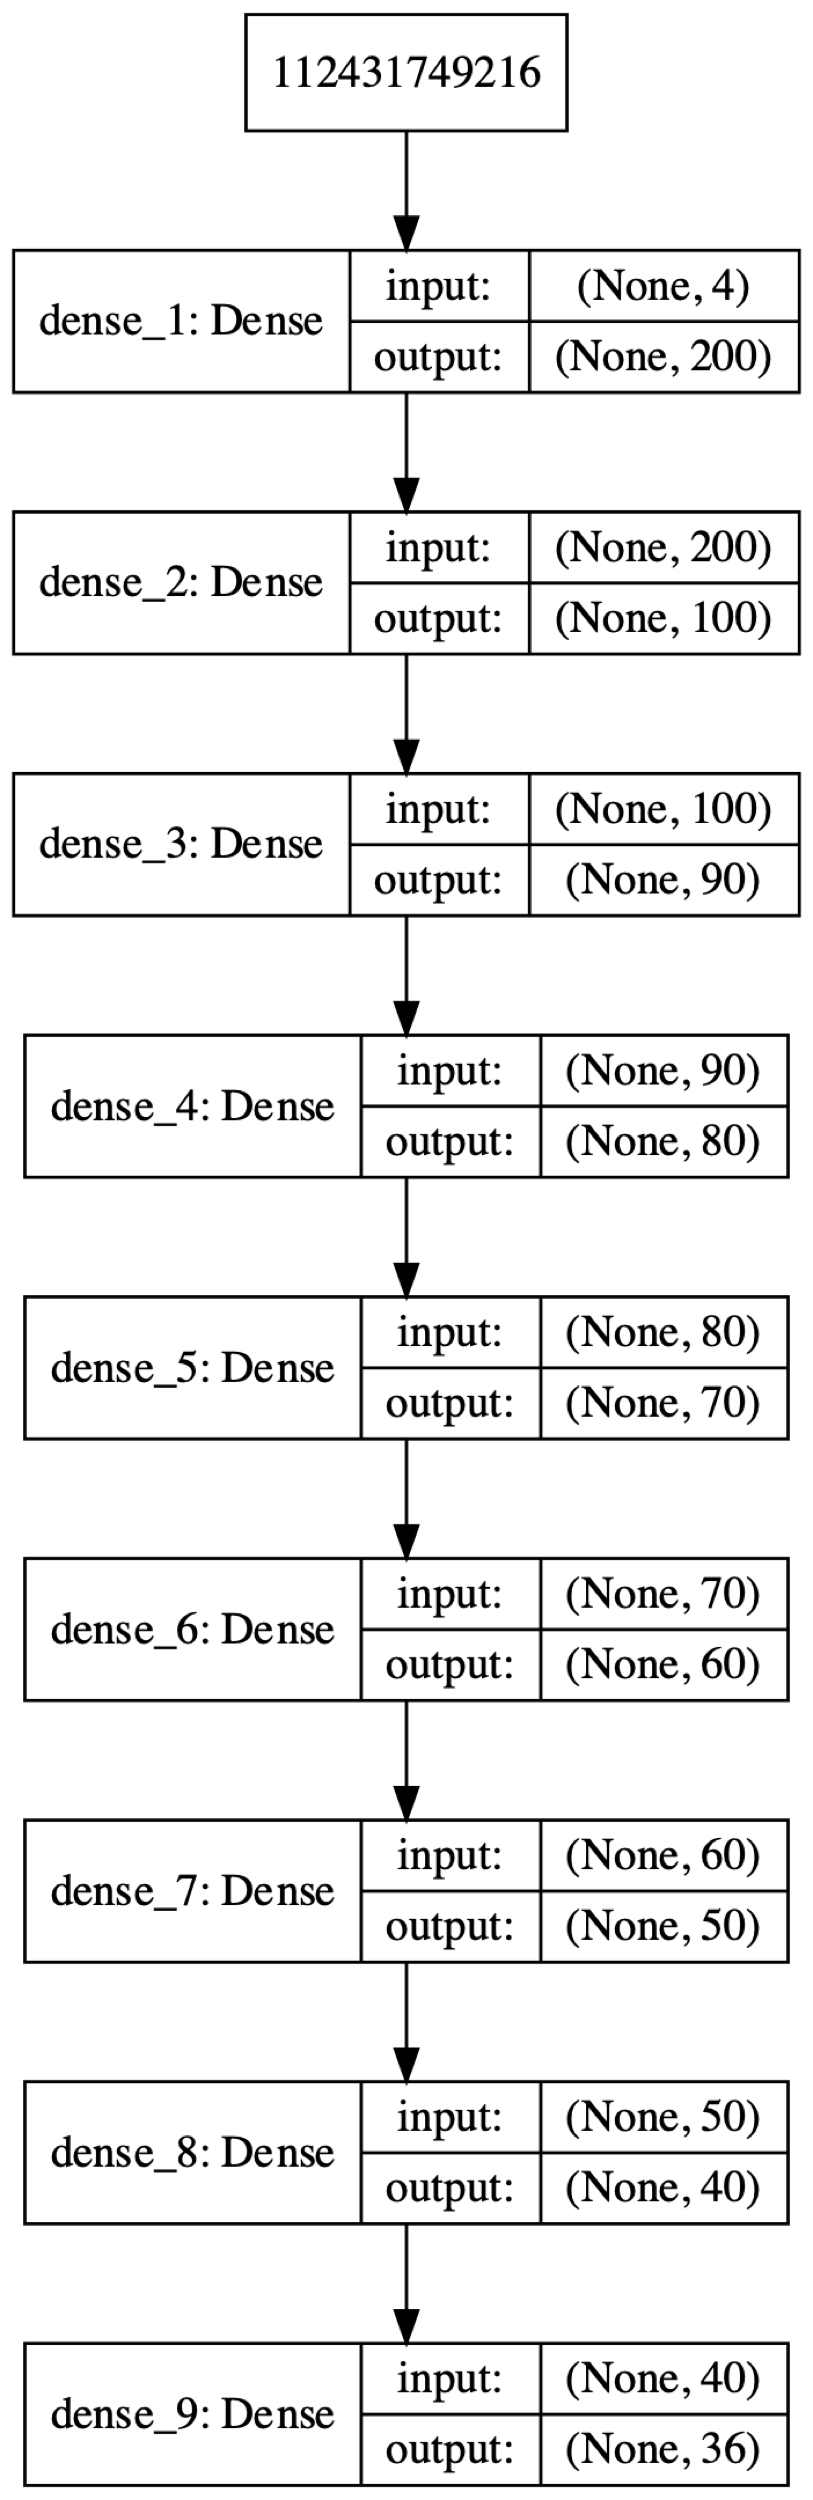 112431749216
dense_1: Dense
input:
(None, 4)
output:
(None, 200)
dense_2: Dense
input:
(None, 200)
output:
(None, 100)
dense_3: Dense
input:
(None, 100)
output:
(None, 90)
dense_4: Dense
input:
(None, 90)
output:
(None, 80)
dense_5: Dense
input:
(None, 80)
output:
(None, 70)
dense_6: Dense
input:
(None, 70)
output:
(None, 60)
dense_7: Dense
input:
(None, 60)
output:
(None, 50)
dense_8: Dense
input:
(None, 50)
output:
(None, 40)
dense_9: Dense
input:
(None, 40)
output:
(None, 36)